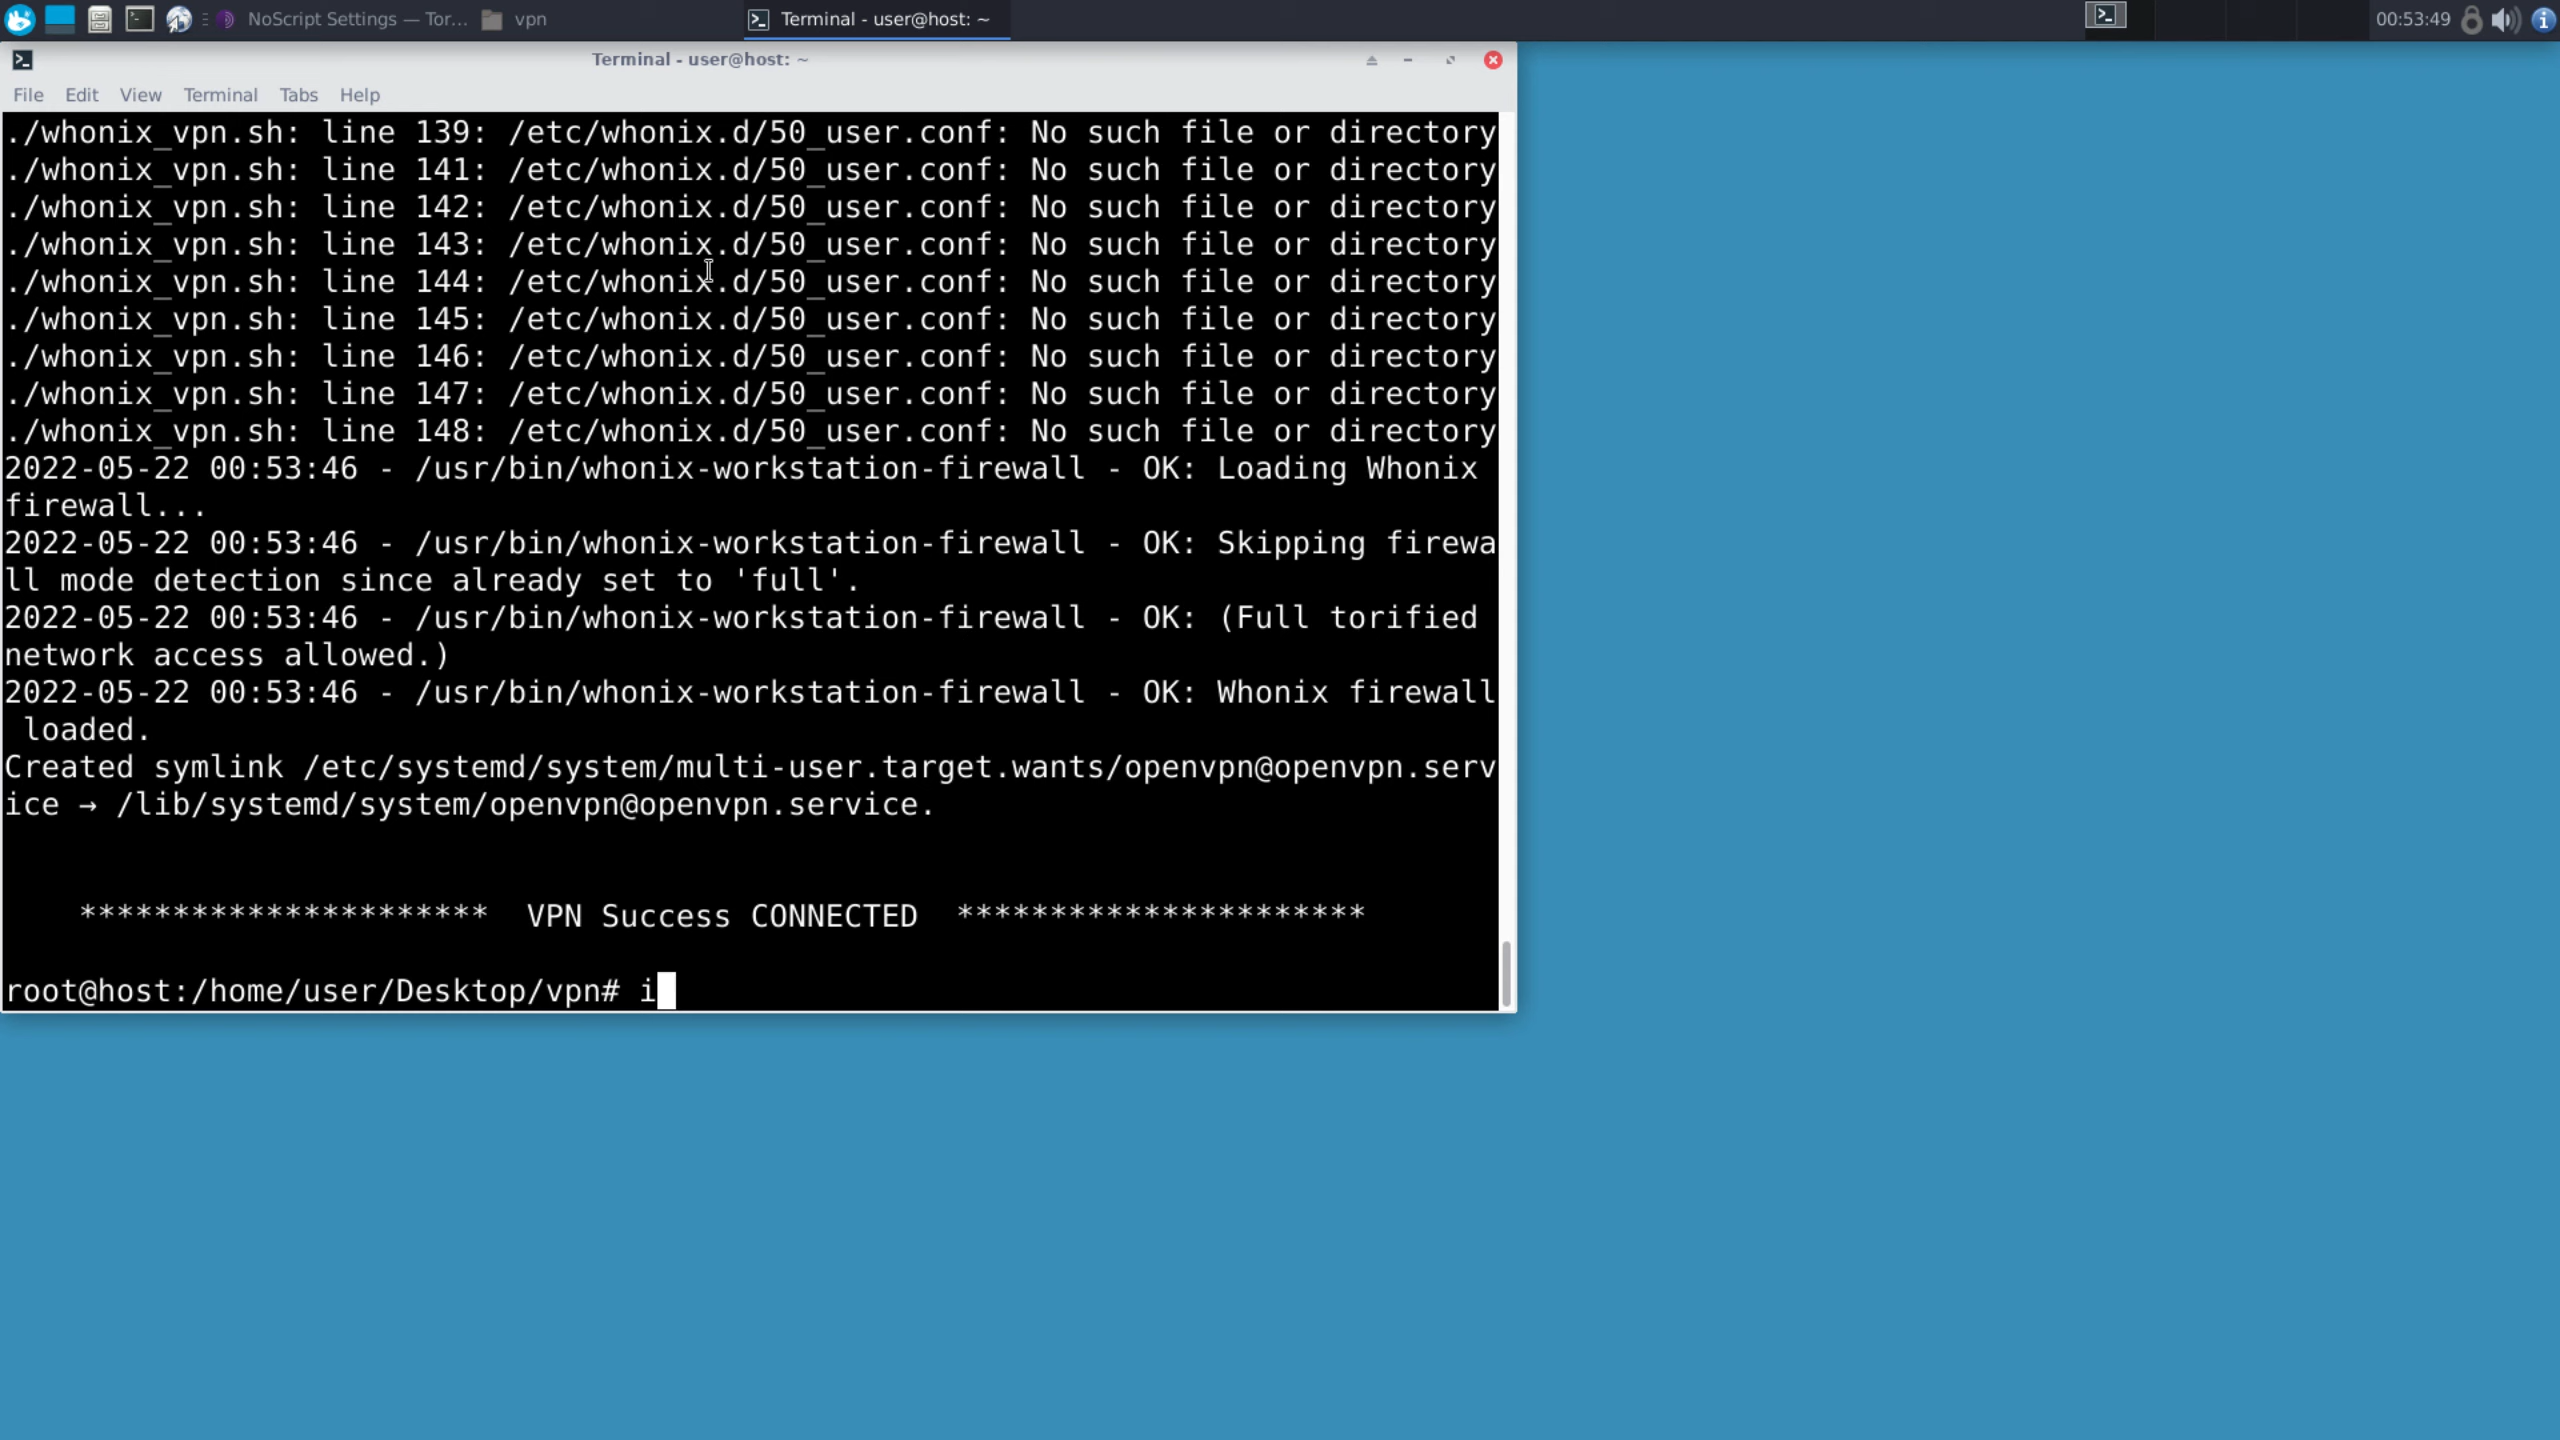 NoScript Settings — Tor...
vpn
Terminal - user@host: ~
00:53:49
Terminal - user@host: ~
File Edit View Terminal Tabs Help
./whonix_vpn.sh: line 139: /etc/whonix.d/50_user.conf: No such file or directory
./whonix_vpn.sh: line 141: /etc/whonix.d/50_user.conf: No such file or directory
./whonix_vpn.sh: line 142: /etc/whonix.d/50_user.conf: No such file or directory
./whonix_vpn.sh: line 143: /etc/whonix.d/50_user.conf: No such file or directory
./whonix_vpn.sh: line 144: /etc/whonix.d/50_user.conf: No such file or directory
./whonix_vpn.sh: line 145: /etc/whonix.d/50_user.conf: No such file or directory
./whonix_vpn.sh: line 146: /etc/whonix.d/50_user.conf: No such file or directory
./whonix_vpn.sh: line 147: /etc/whonix.d/50_user.conf: No such file or directory
./whonix_vpn.sh: line 148: /etc/whonix.d/50_user.conf: No such file or directory
2022-05-22 00:53:46 - /usr/bin/whonix-workstation-firewall - OK: Loading Whonix
firewall...
2022-05-22 00:53:46 - /usr/bin/whonix-workstation-firewall - OK: Skipping firewa
ll mode detection since already set to 'full'.
2022-05-22 00:53:46 - /usr/bin/whonix-workstation-firewall - OK: (Full torified
network access allowed.)
2022-05-22 00:53:46 - /usr/bin/whonix-workstation-firewall - OK: Whonix firewall
loaded.
Created symlink /etc/systemd/system/multi-user.target.wants/openvpn@openvpn.serv
ice → /lib/systemd/system/openvpn@openvpn.service.
********************** VPN Success CONNECTED **********************
root@host:/home/user/Desktop/vpn# i